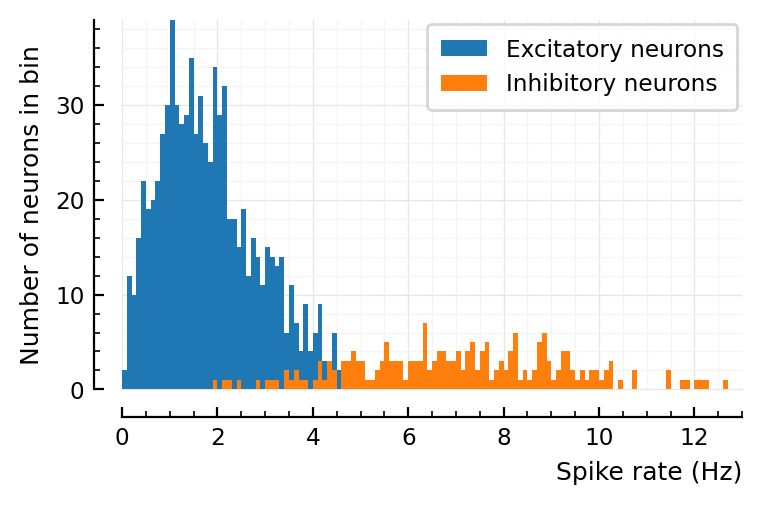 Number of neurons in bin
30
20
10
0
Excitatory neurons
Inhibitory neurons
0 2 4 6 8 10 12
Spike rate (Hz)